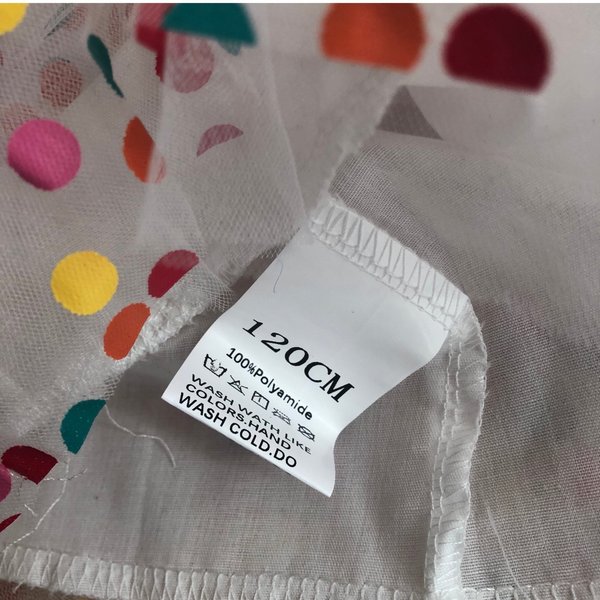 120CM
100%Polyamide
WASH WATH LIKE
COLORS.HAND
WASH COLD.DO